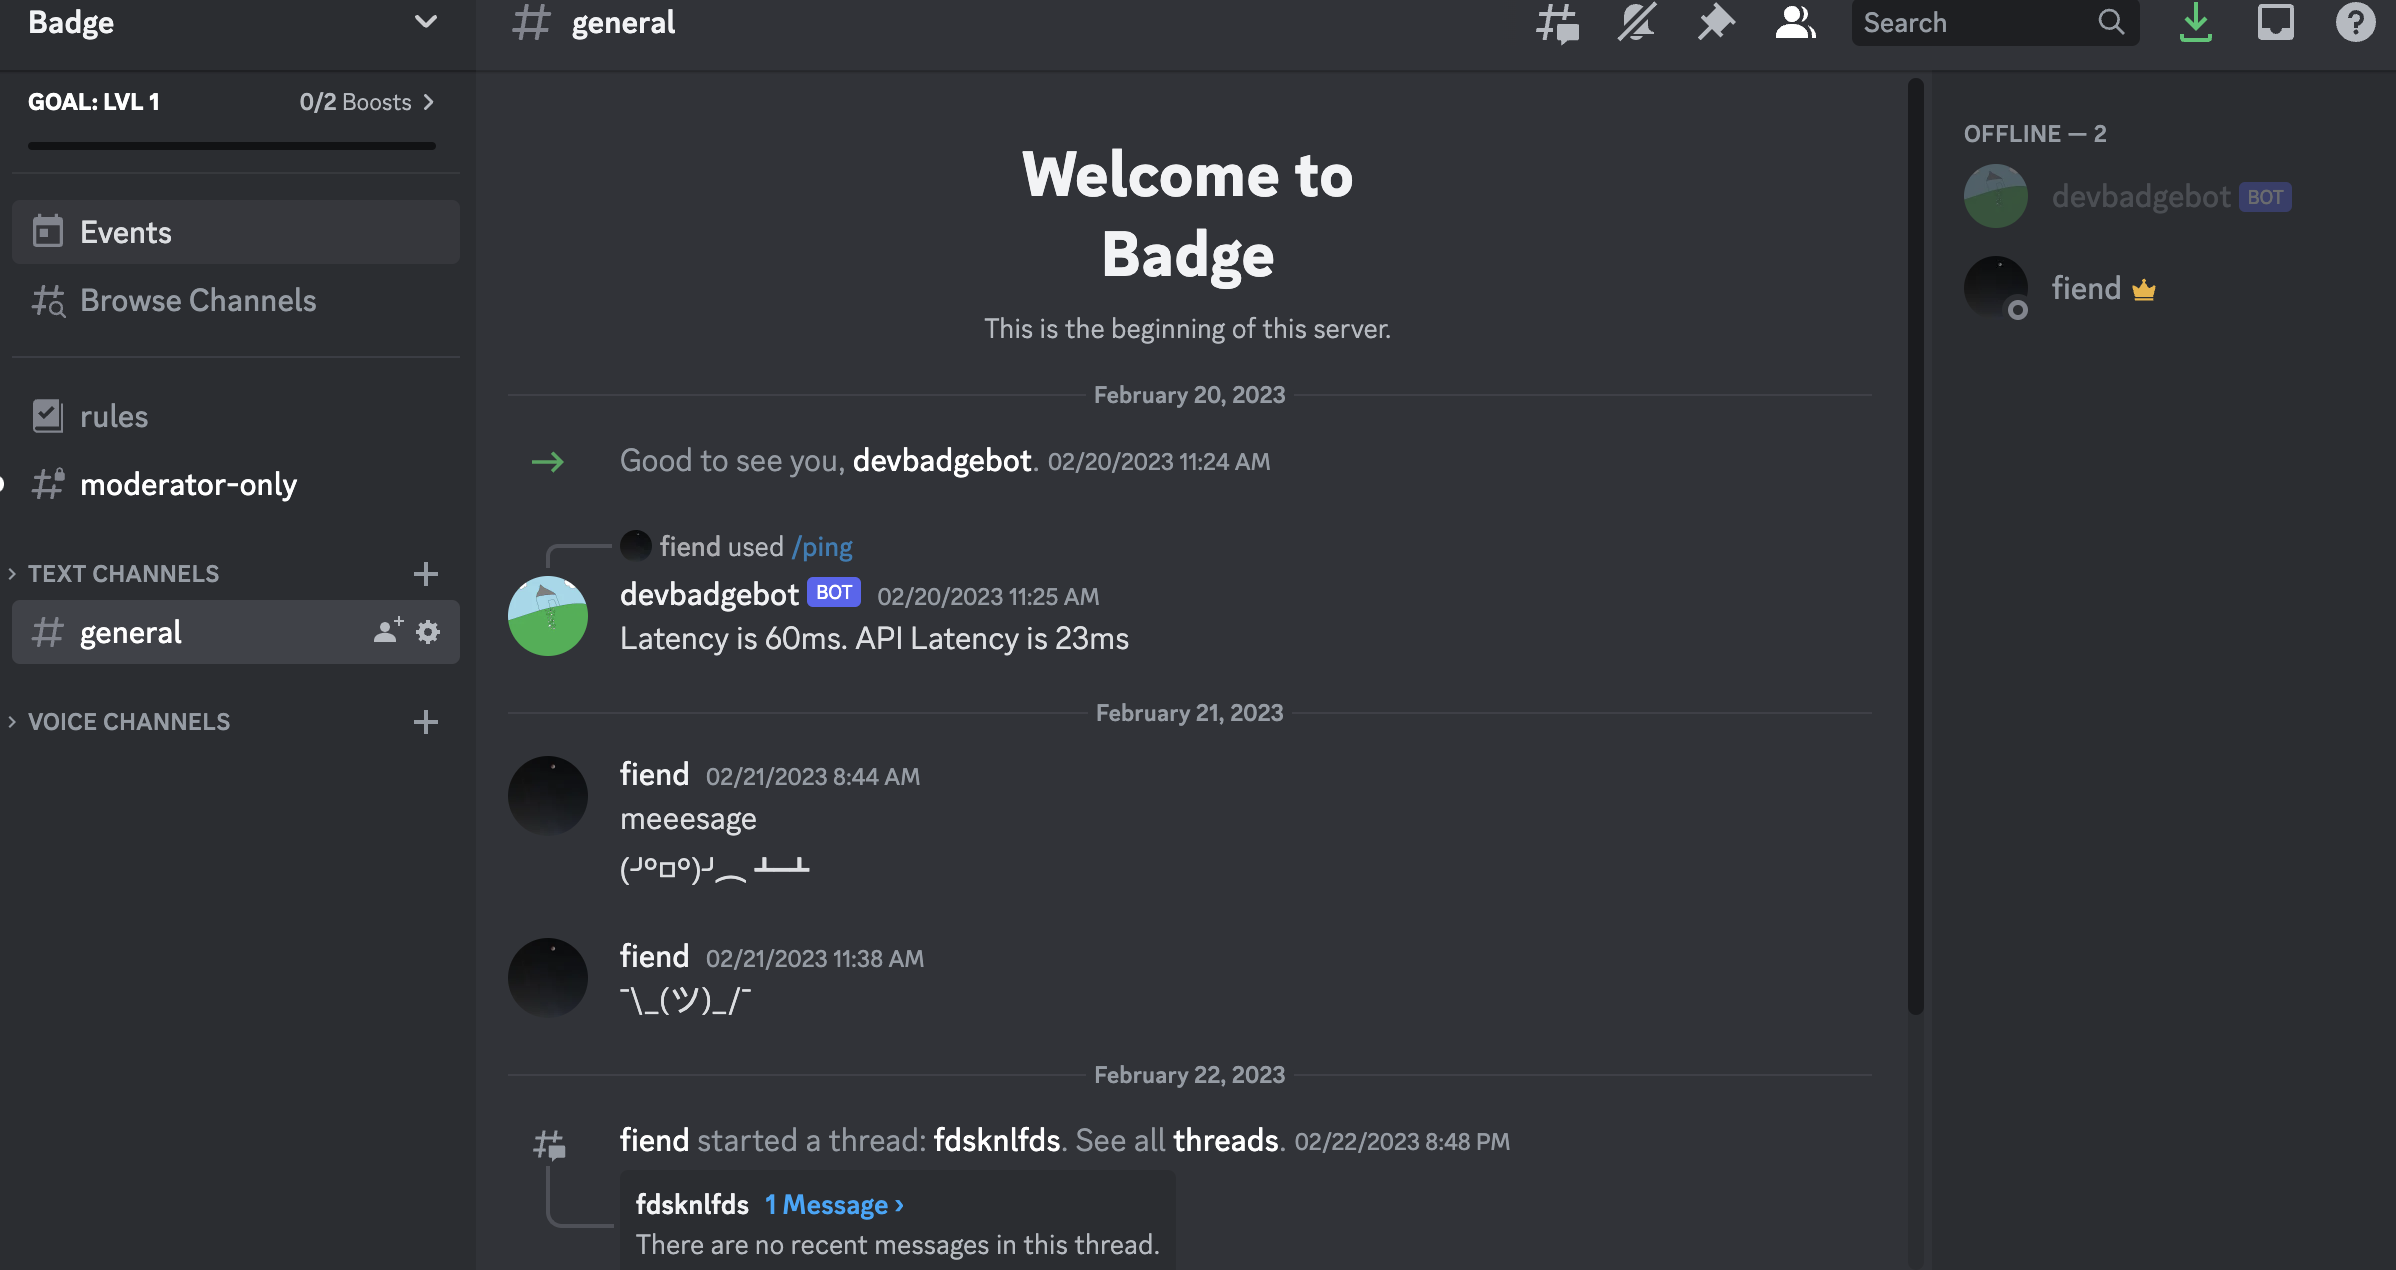 Badge
GOAL: LVL 1 0/2 Boosts
Events
Browse Channels
rules
moderator-only
TEXT CHANNELS
general
VOICE CHANNELS
general
Search
Welcome to
Badge
This is the beginning of this server.
February 20, 2023
Good to see you, devbadgebot. 02/20/2023 11:24 AM
fiend used /ping
devbadgebot BOT 02/20/2023 11:25 AM
Latency is 60ms. API Latency is 23ms
February 21, 2023
fiend 02/21/2023 8:44 AM
meeesage
(╯°□°)╯︵ ┻━┻
fiend 02/21/2023 11:38 AM
¯\_(ツ)_/¯
February 22, 2023
fiend started a thread: fdsknlfds. See all threads. 02/22/2023 8:48 PM
fdsknlfds 1 Message ›
There are no recent messages in this thread.
OFFLINE — 2
devbadgebot BOT
fiend